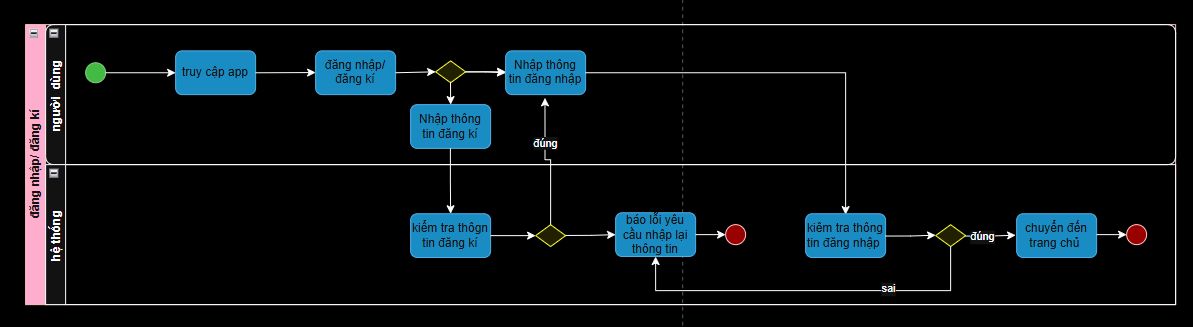 đăng nhập/ đăng kí
người dùng
truy cập app
đăng nhập/
đăng kí
Nhập thông
tin đăng nhập
Nhập thông
tin đăng kí
đúng
hệ thống
kiểm tra thôgn
tin đăng kí
báo lỗi yêu
cầu nhập lại
thông tin
kiểm tra thông
tin đăng nhập
đúng
chuyển đến
trang chủ
sai